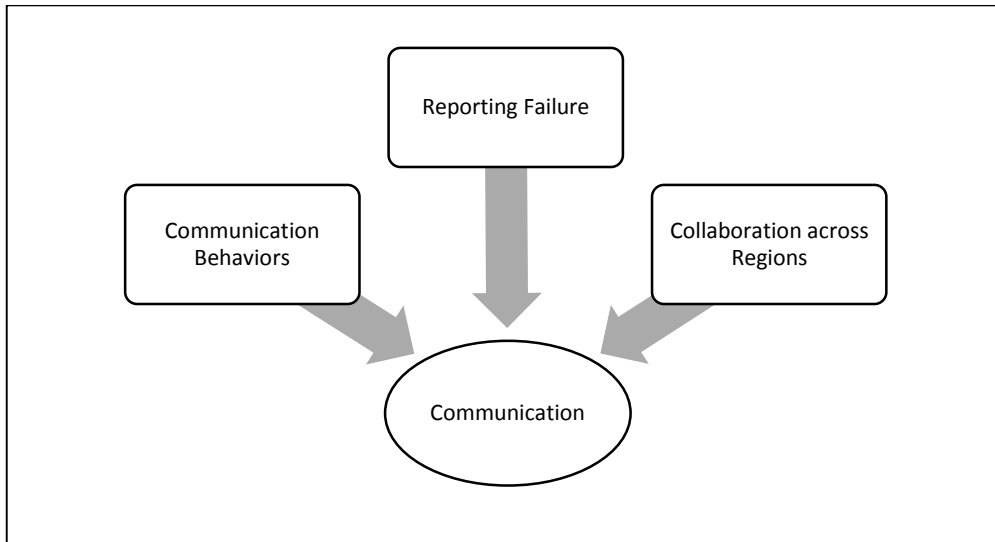 Reporting Failure
Communication
Behaviors
Collaboration across
Regions
Communication